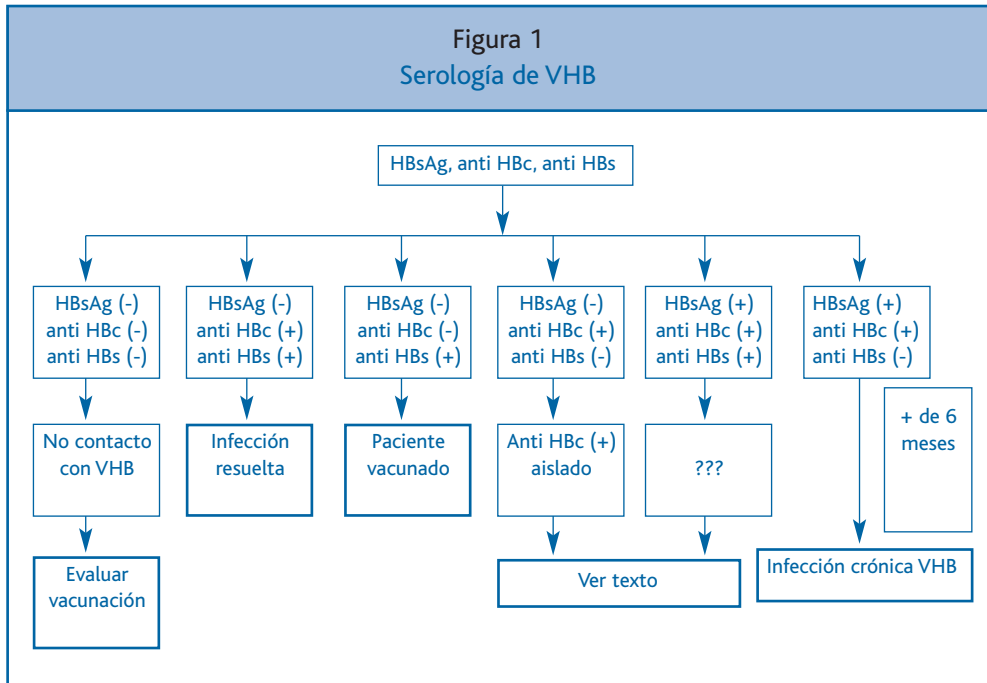 Figura 1
Serología de VHB
HBsAg, anti HBc, anti HBs
HBsAg (-)
anti HBc (-)
anti HBs (-)
HBsAg (-)
anti HBc (+)
anti HBs (+)
HBsAg (-)
anti HBc (-)
anti HBs (+)
HBsAg (-)
anti HBc (+)
anti HBs (-)
HBsAg (+)
anti HBc (+)
anti HBs (+)
HBsAg (+)
anti HBc (+)
anti HBs (-)
No contacto
con VHB
Infección
resuelta
Paciente
vacunado
Anti HBc (+)
aislado
???
+ de 6
meses
Evaluar
vacunación
Ver texto
Infección crónica VHB